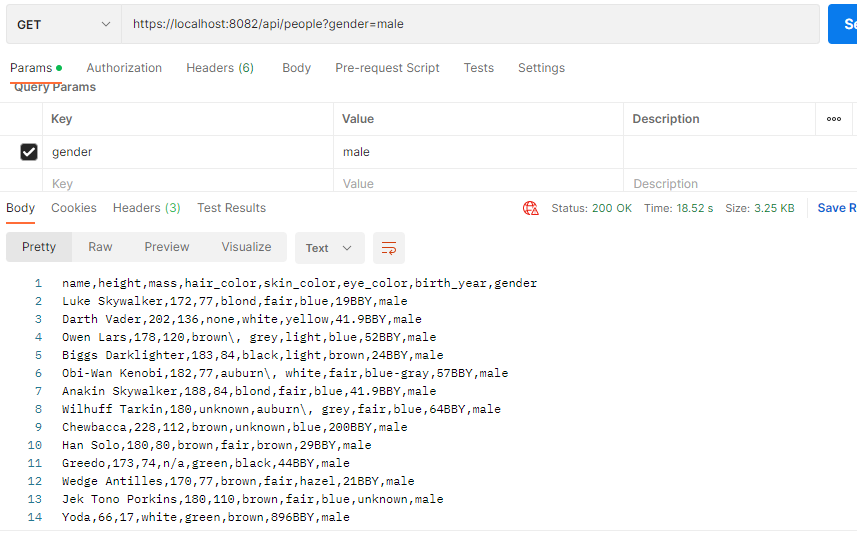 GET https://localhost:8082/api/people?gender=male
Params Authorization Headers (6) Body Pre-request Script Tests Settings
Query Params
Key Value Description
gender male
Key Value Description
Body Cookies Headers (3) Test Results Status: 200 OK Time: 18.52 s Size: 3.25 KB Save R
Pretty Raw Preview Visualize Text
1 name,height,mass,hair_color,skin_color,eye_color,birth_year,gender
2 Luke Skywalker,172,77,blond,fair,blue,19BBY,male
3 Darth Vader,202,136,none,white,yellow,41.9BBY,male
4 Owen Lars,178,120,brown\, grey,light,blue,52BBY,male
5 Biggs Darklighter,183,84,black,light,brown,24BBY,male
6 Obi-Wan Kenobi,182,77,auburn\, white,fair,blue-gray,57BBY,male
7 Anakin Skywalker,188,84,blond,fair,blue,41.9BBY,male
8 Wilhuff Tarkin,180,unknown,auburn\, grey,fair,blue,64BBY,male
9 Chewbacca,228,112,brown,unknown,blue,200BBY,male
10 Han Solo,180,80,brown,fair,brown,29BBY,male
11 Greedo,173,74,n/a,green,black,44BBY,male
12 Wedge Antilles,170,77,brown,fair,hazel,21BBY,male
13 Jek Tono Porkins,180,110,brown,fair,blue,unknown,male
14 Yoda,66,17,white,green,brown,896BBY,male